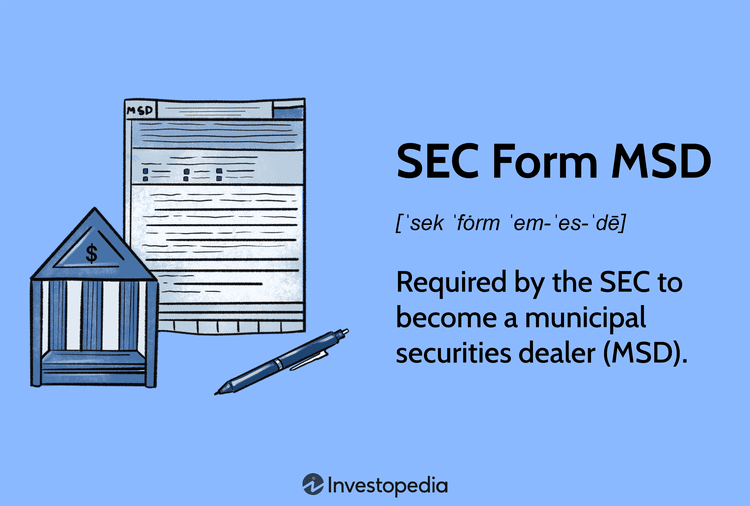 MSD
$
SEC Form MSD
[ˈsek ˈfȯrm ˈem-ˈes-ˈdē]
Required by the SEC to
become a municipal
securities dealer (MSD).
Investopedia